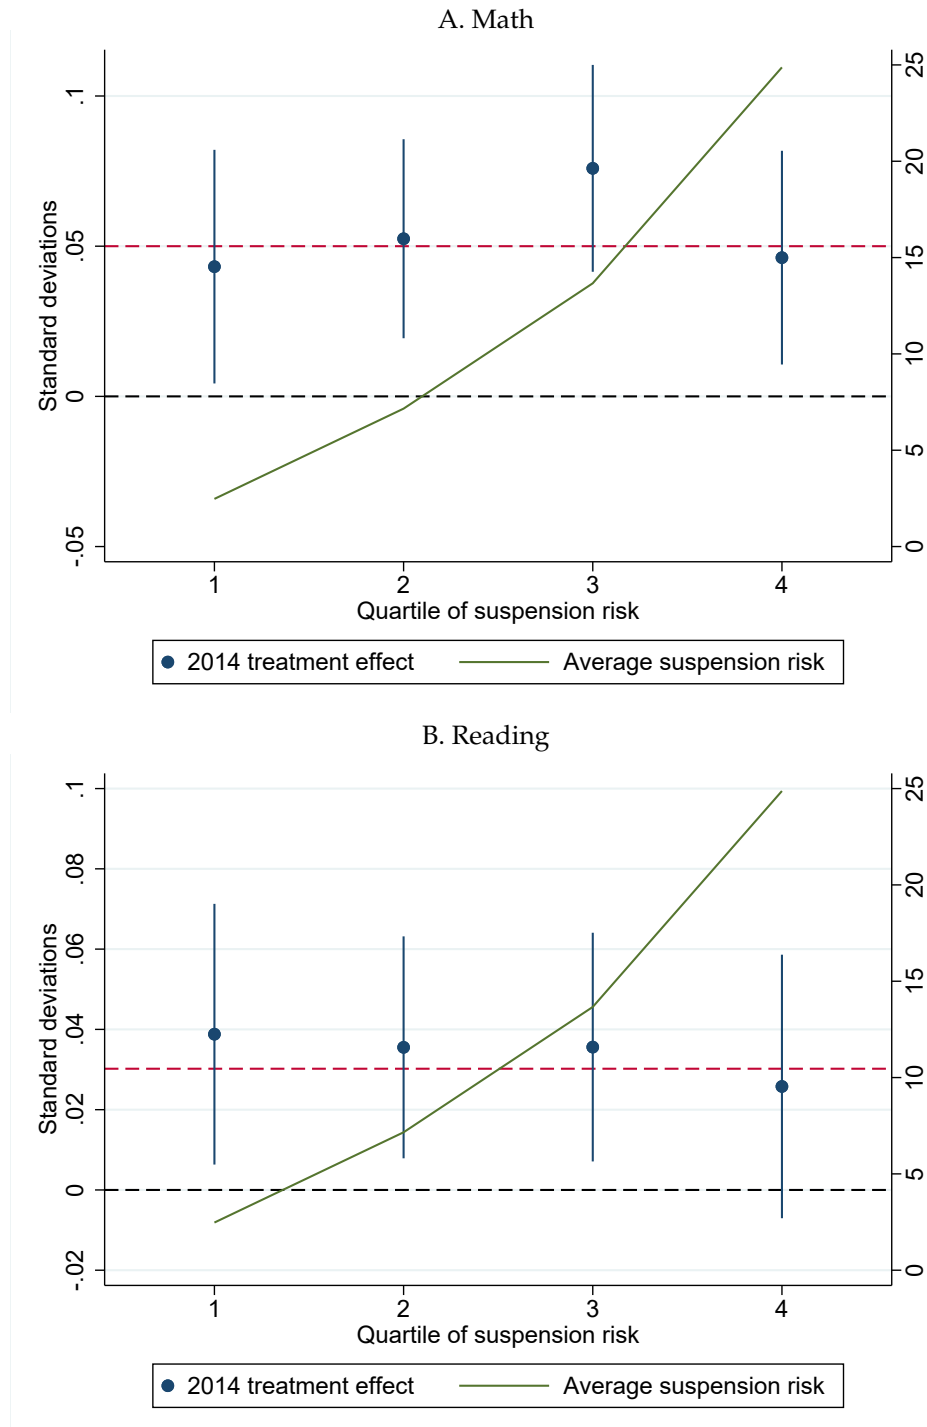 A. Math
Standard deviations
.1
.05
0
-.05
25
20
15
10
5
0
1 2 3 4
Quartile of suspension risk
2014 treatment effect Average suspension risk
B. Reading
Standard deviations
.1
.08
.06
.04
.02
0
-.02
25
20
15
10
5
0
1 2 3 4
Quartile of suspension risk
2014 treatment effect Average suspension risk